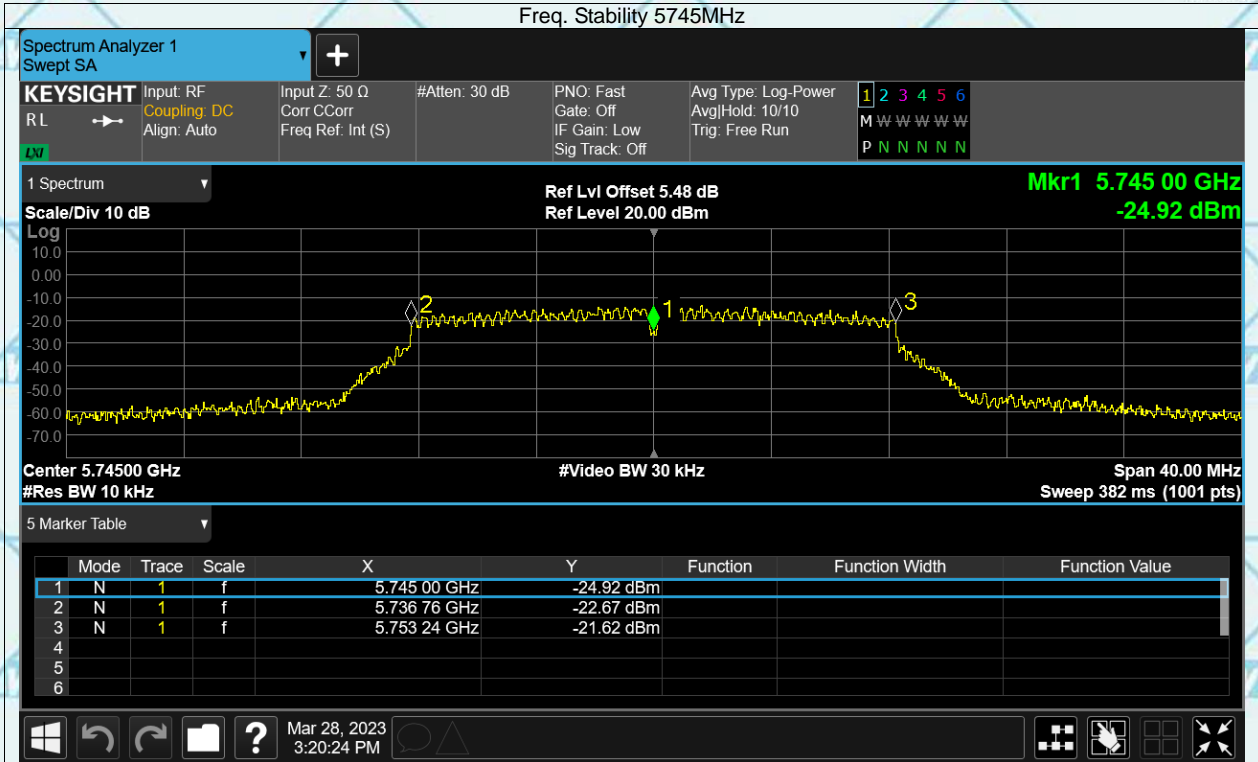 Freq. Stability 5745MHz
Spectrum Analyzer 1
Swept SA
+
KEYSIGHT Input: RF Input Z: 50 Ω #Atten: 30 dB PNO: Fast Avg Type: Log-Power 1 2 3 4 5 6
R L Coupling: DC Corr CCorr Gate: Off Avg|Hold: 10/10 M W W W W W
Align: Auto Freq Ref: Int (S) IF Gain: Low Trig: Free Run
LXI Sig Track: Off P N N N N N
1 Spectrum
Ref Lvl Offset 5.48 dB
Mkr1 5.745 00 GHz
Scale/Div 10 dB Ref Level 20.00 dBm -24.92 dBm
Log
10.0
0.00
-10.0
2 1 3
-20.0
-30.0
-40.0
-50.0
-60.0
-70.0
Center 5.74500 GHz #Video BW 30 kHz Span 40.00 MHz
#Res BW 10 kHz Sweep 382 ms (1001 pts)
5 Marker Table
Mode Trace Scale X Y Function Function Width Function Value
1 N 1 f 5.745 00 GHz -24.92 dBm
2 N 1 f 5.736 76 GHz -22.67 dBm
3 N 1 f 5.753 24 GHz -21.62 dBm
4
5
6
?
Mar 28, 2023
3:20:24 PM